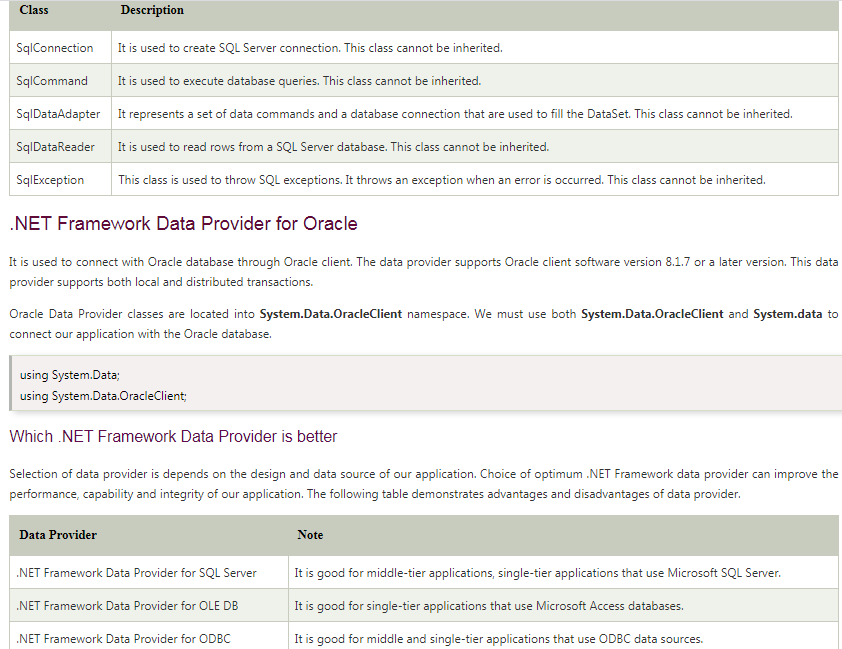 Class Description
SqlConnection It is used to create SQL Server connection. This class cannot be inherited.
SqlCommand It is used to execute database queries. This class cannot be inherited.
SqlDataAdapter It represents a set of data commands and a database connection that are used to fill the DataSet. This class cannot be inherited.
SqlDataReader It is used to read rows from a SQL Server database. This class cannot be inherited.
SqlException This class is used to throw SQL exceptions. It throws an exception when an error is occurred. This class cannot be inherited.
.NET Framework Data Provider for Oracle
It is used to connect with Oracle database through Oracle client. The data provider supports Oracle client software version 8.1.7 or a later version. This data
provider supports both local and distributed transactions.
Oracle Data Provider classes are located into System.Data.OracleClient namespace. We must use both System.Data.OracleClient and System.data to
connect our application with the Oracle database.
using System.Data;
using System.Data.OracleClient;
Which .NET Framework Data Provider is better
Selection of data provider is depends on the design and data source of our application. Choice of optimum .NET Framework data provider can improve the
performance, capability and integrity of our application. The following table demonstrates advantages and disadvantages of data provider.
Data Provider Note
.NET Framework Data Provider for SQL Server It is good for middle-tier applications, single-tier applications that use Microsoft SQL Server.
.NET Framework Data Provider for OLE DB It is good for single-tier applications that use Microsoft Access databases.
.NET Framework Data Provider for ODBC It is good for middle and single-tier applications that use ODBC data sources.